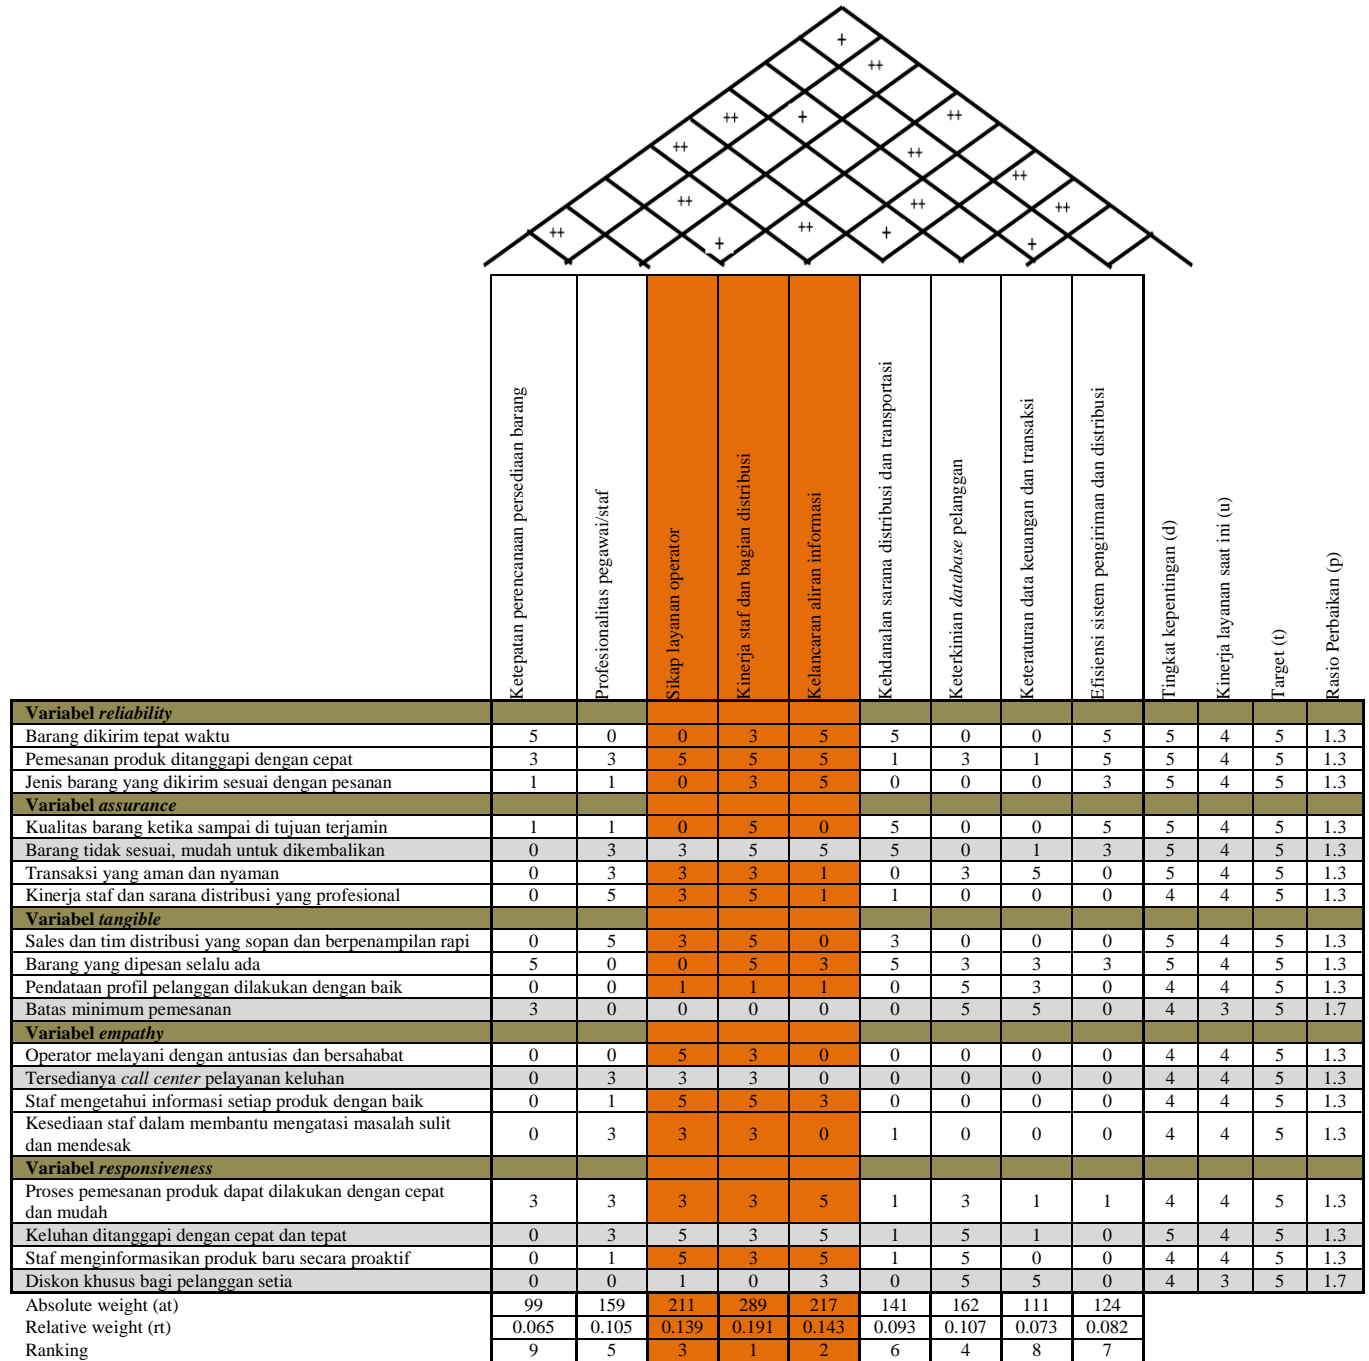 +
++
++ + ++
++ ++
++
++ ++ ++
++ ++ +
+ +
Ketepatan perencanaan persediaan barang
Profesionalitas pegawai/staf
Sikap layanan operator
Kinerja staf dan bagian distribusi
Kelancaran aliran informasi
Kehdanalan sarana distribusi dan transportasi
Keterkinian database pelanggan
Keteraturan data keuangan dan transaksi
Efisiensi sistem pengiriman dan distribusi
Tingkat kepentingan (d)
Kinerja layanan saat ini (u)
Target (t)
Rasio Perbaikan (p)
Variabel reliability
Barang dikirim tepat waktu 5 0 0 3 5 5 0 0 5 5 4 5 1.3
Pemesanan produk ditanggapi dengan cepat 3 3 5 5 5 1 3 1 5 5 4 5 1.3
Jenis barang yang dikirim sesuai dengan pesanan 1 1 0 3 5 0 0 0 3 5 4 5 1.3
Variabel assurance
Kualitas barang ketika sampai di tujuan terjamin 1 1 0 5 0 5 0 0 5 5 4 5 1.3
Barang tidak sesuai, mudah untuk dikembalikan 0 3 3 5 5 5 0 1 3 5 4 5 1.3
Transaksi yang aman dan nyaman 0 3 3 3 1 0 3 5 0 5 4 5 1.3
Kinerja staf dan sarana distribusi yang profesional 0 5 3 5 1 1 0 0 0 4 4 5 1.3
Variabel tangible
Sales dan tim distribusi yang sopan dan berpenampilan rapi 0 5 3 5 0 3 0 0 0 5 4 5 1.3
Barang yang dipesan selalu ada 5 0 0 5 3 5 3 3 3 5 4 5 1.3
Pendataan profil pelanggan dilakukan dengan baik 0 0 1 1 1 0 5 3 0 4 4 5 1.3
Batas minimum pemesanan 3 0 0 0 0 0 5 5 0 4 3 5 1.7
Variabel empathy
Operator melayani dengan antusias dan bersahabat 0 0 5 3 0 0 0 0 0 4 4 5 1.3
Tersedianya call center pelayanan keluhan 0 3 3 3 0 0 0 0 0 4 4 5 1.3
Staf mengetahui informasi setiap produk dengan baik 0 1 5 5 3 0 0 0 0 4 4 5 1.3
Kesediaan staf dalam membantu mengatasi masalah sulit
dan mendesak 0 3 3 3 0 1 0 0 0 4 4 5 1.3
Variabel responsiveness
Proses pemesanan produk dapat dilakukan dengan cepat
dan mudah 3 3 3 3 5 1 3 1 1 4 4 5 1.3
Keluhan ditanggapi dengan cepat dan tepat 0 3 5 3 5 1 5 1 0 5 4 5 1.3
Staf menginformasikan produk baru secara proaktif 0 1 5 3 5 1 5 0 0 4 4 5 1.3
Diskon khusus bagi pelanggan setia 0 0 1 0 3 0 5 5 0 4 3 5 1.7
Absolute weight (at) 99 159 211 289 217 141 162 111 124
Relative weight (rt) 0.065 0.105 0.139 0.191 0.143 0.093 0.107 0.073 0.082
Ranking 9 5 3 1 2 6 4 8 7